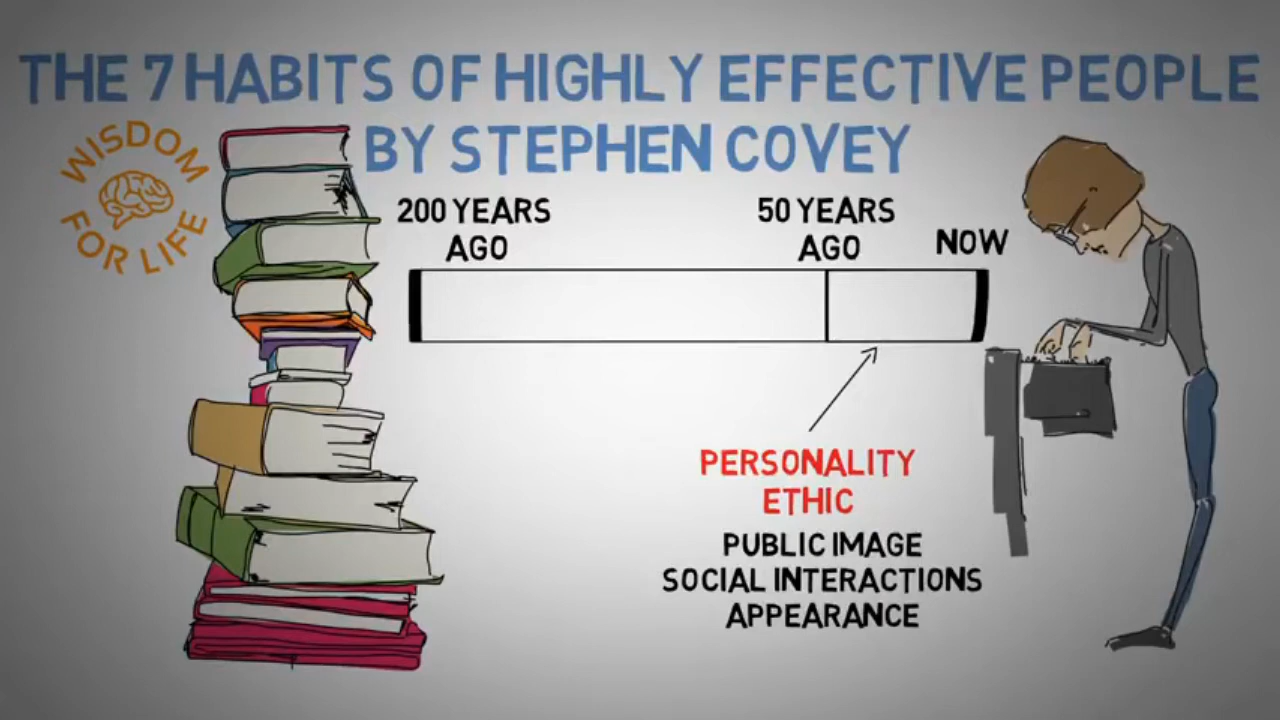 THE 7 HABITS OF HIGHLY EFFECTIVE PEOPLE
BY STEPHEN COVEY
WISDOM
FOR LIFE
200 YEARS
AGO
50 YEARS
AGO
NOW
PERSONALITY
ETHIC
PUBLIC IMAGE
SOCIAL INTERACTIONS
APPEARANCE